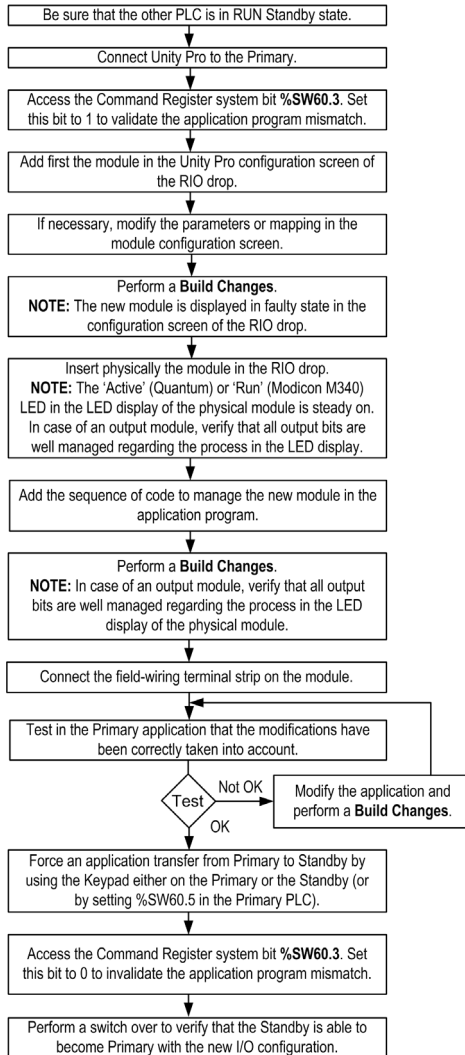 Be sure that the other PLC is in RUN Standby state.
Connect Unity Pro to the Primary.
Access the Command Register system bit %SW60.3. Set
this bit to 1 to validate the application program mismatch.
Add first the module in the Unity Pro configuration screen of
the RIO drop.
If necessary, modify the parameters or mapping in the
module configuration screen.
Perform a Build Changes.
NOTE: The new module is displayed in faulty state in the
configuration screen of the RIO drop.
Insert physically the module in the RIO drop.
NOTE: The 'Active' (Quantum) or 'Run' (Modicon M340)
LED in the LED display of the physical module is steady on.
In case of an output module, verify that all output bits are
well managed regarding the process in the LED display.
Add the sequence of code to manage the new module in the
application program.
Perform a Build Changes.
NOTE: In case of an output module, verify that all output
bits are well managed regarding the process in the LED
display of the physical module.
Connect the field-wiring terminal strip on the module.
Test in the Primary application that the modifications have
been correctly taken into account.
Test
Not OK
Modify the application and
perform a Build Changes.
OK
Force an application transfer from Primary to Standby by
using the Keypad either on the Primary or the Standby (or
by setting %SW60.5 in the Primary PLC).
Access the Command Register system bit %SW60.3. Set
this bit to 0 to invalidate the application program mismatch.
Perform a switch over to verify that the Standby is able to
become Primary with the new I/O configuration.